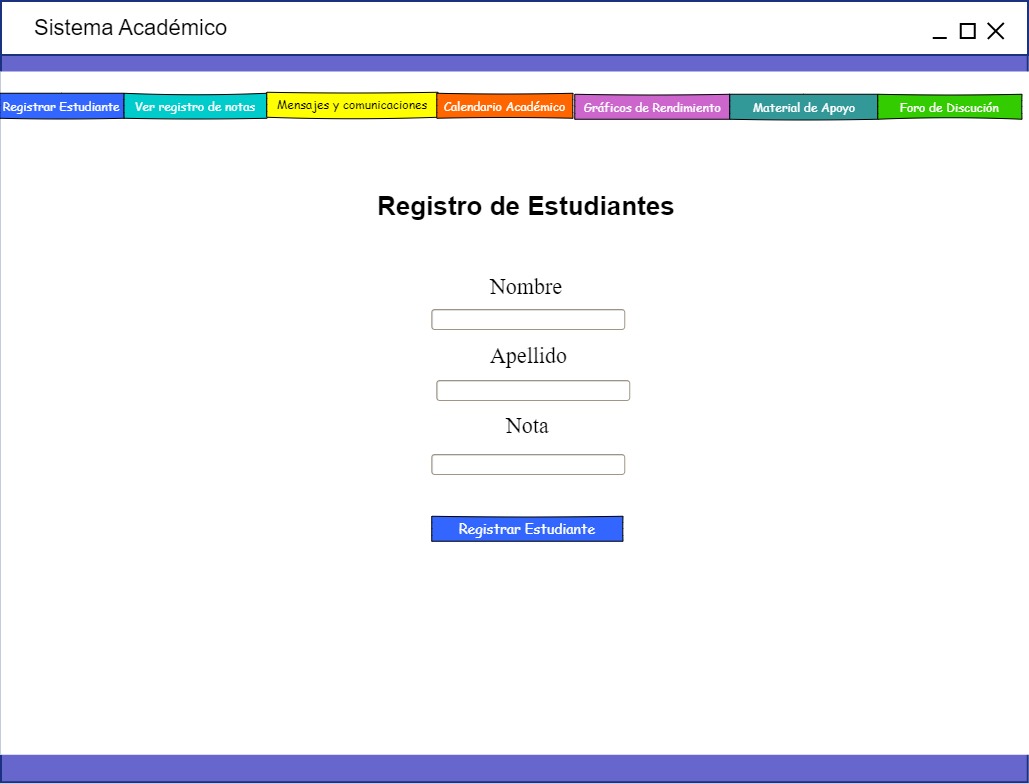 Sistema Académico
Registrar Estudiante
Ver registro de notas
Mensajes y comunicaciones
Calendario Académico
Gráficos de Rendimiento
Material de Apoyo
Foro de Discución
Registro de Estudiantes
Nombre
Apellido
Nota
Registrar Estudiante